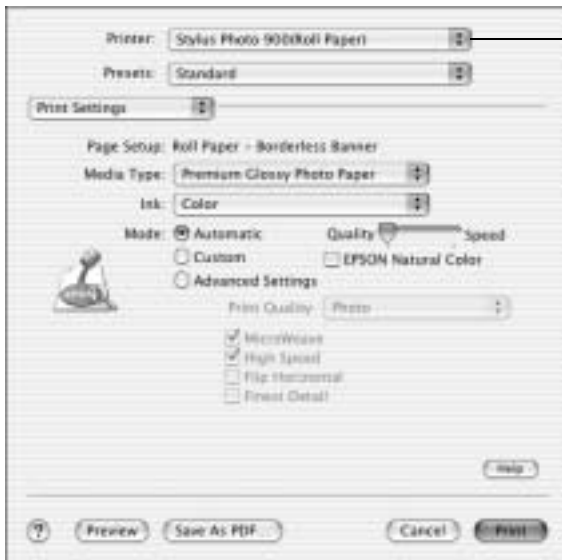 Printer: Stylus Photo 900(Roll Paper)
Presets: Standard
Print Settings
Page Setup: Roll Paper - Borderless Banner
Media Type: Premium Glossy Photo Paper
Ink: Color
Mode: Automatic Quality Speed
Custom EPSON Natural Color
Advanced Settings
Print Quality Photo
MicroWeave
High Speed
Flip Horizontal
Finest Detail
Help
? Preview Save As PDF... Cancel Print